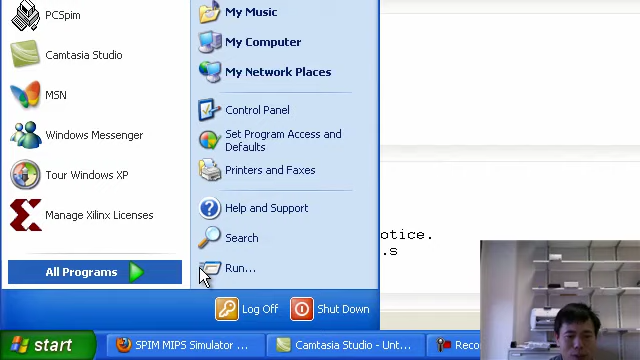 PCSpim
Camtasia Studio
MSN
Windows Messenger
Tour Windows XP
Manage Xilinx Licenses
All Programs
My Music
My Computer
My Network Places
Control Panel
Set Program Access and
Defaults
Printers and Faxes
Help and Support
Search
Run...
Log Off
Shut Down
otice.
.s
start
SPIM MIPS Simulator ...
Camtasia Studio - Unt...
Reco